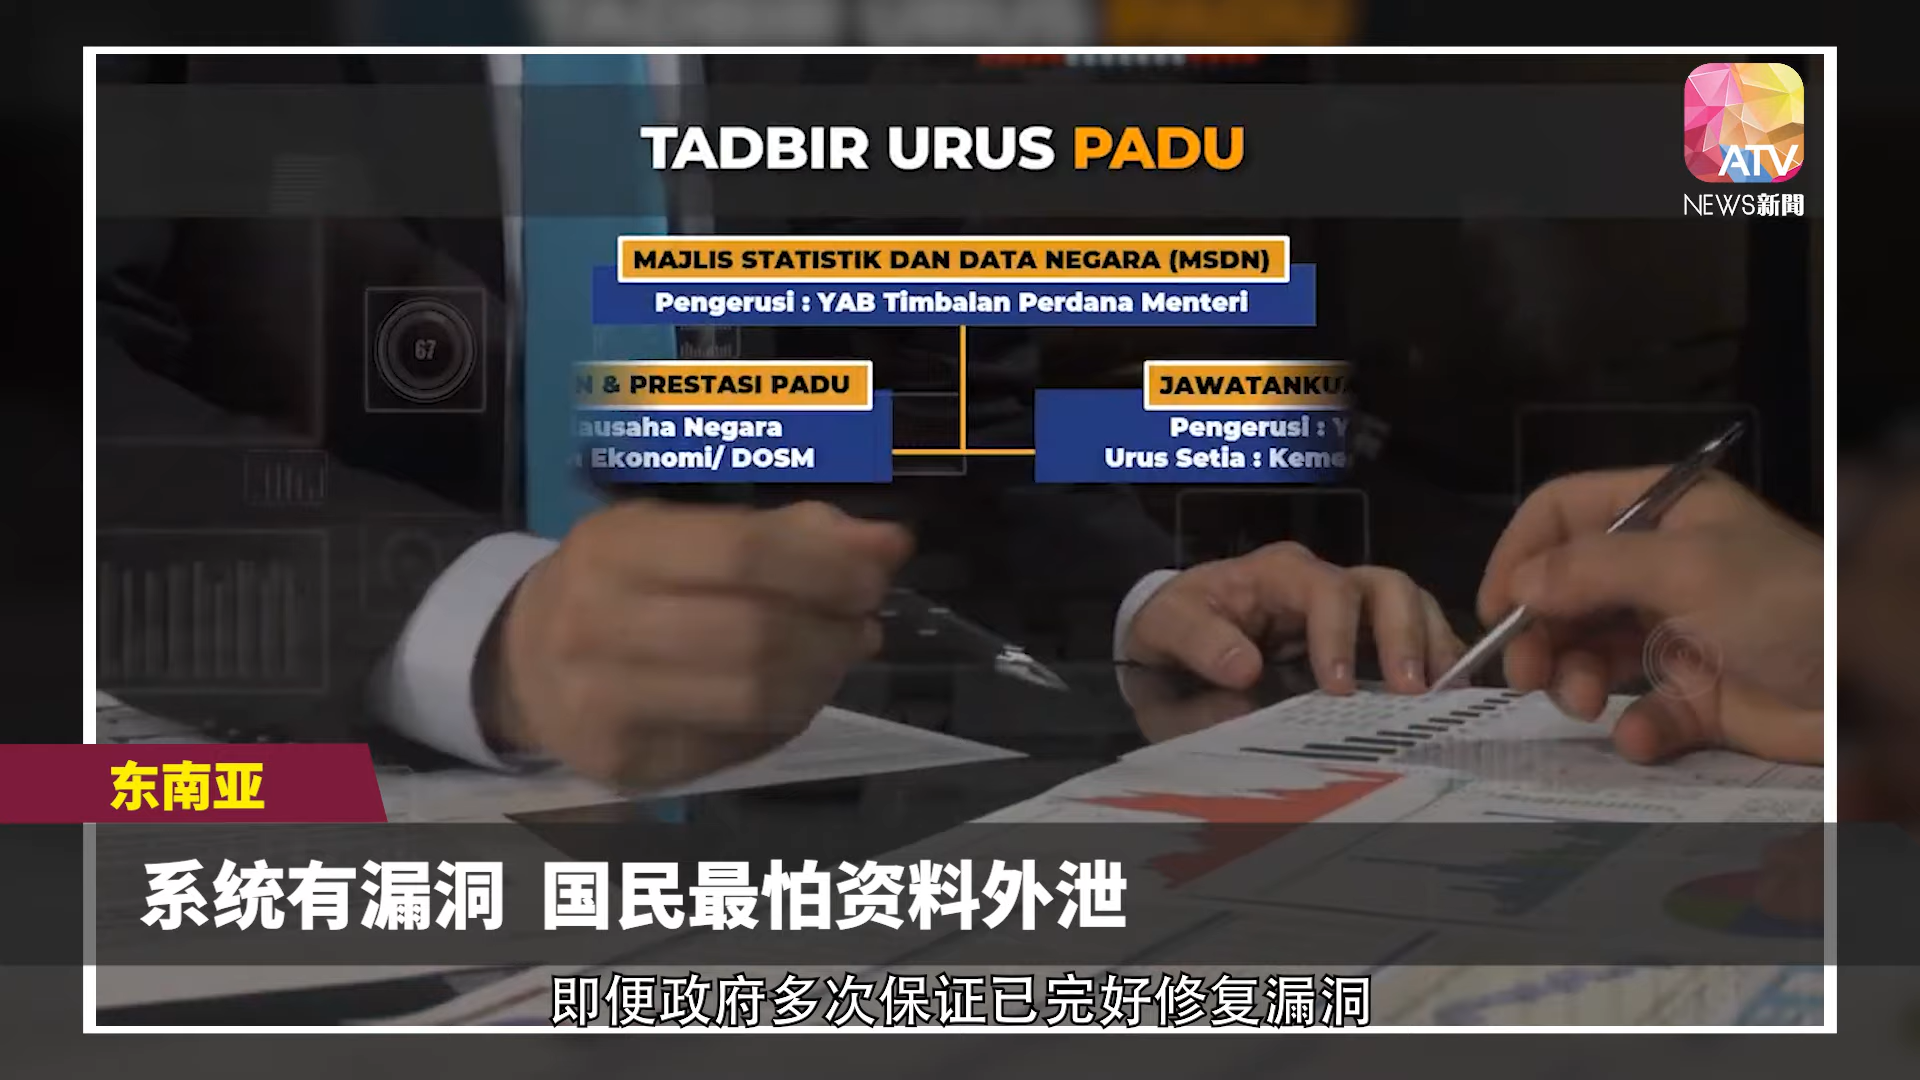 TADBIR URUS PADU
ATV
NEWS新聞
MAJLIS STATISTIK DAN DATA NEGARA (MSDN)
Pengerusi : YAB Timbalan Perdana Menteri
& PRESTASI PADU
Negara
Ekonomi/ DOSM
Pengerusi :
Urus Setia :
67
东南亚
系统有漏洞 国民最怕资料外泄
即便政府多次保证已完好修复漏洞